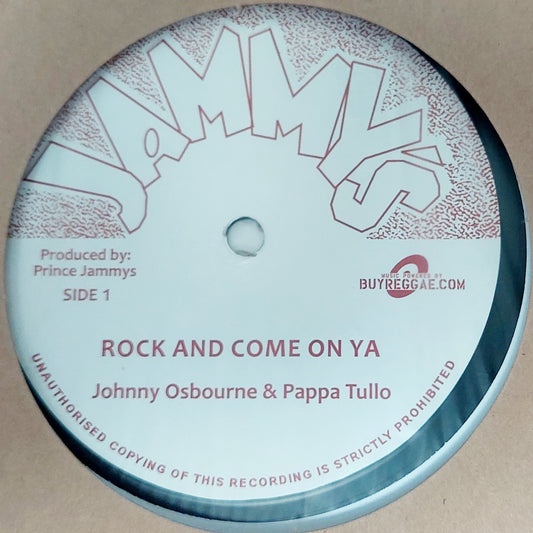 JAMMY'S
Produced by:
Prince Jammys
SIDE 1
MUSIC POWERED BY
BUYREGGAE.COM
ROCK AND COME ON YA
Johnny Osbourne & Pappa Tullo
UNAUTHORISED COPYING OF THIS RECORDING IS STRICTLY PROHIBITED